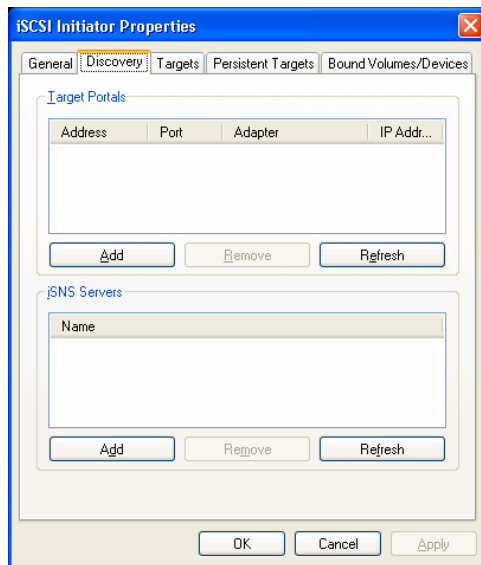 iSCSI Initiator Properties
General Discovery Targets Persistent Targets Bound Volumes/Devices
Target Portals
Address Port Adapter IP Addr...
Add Remove Refresh
iSNS Servers
Name
Add Remove Refresh
OK Cancel Apply